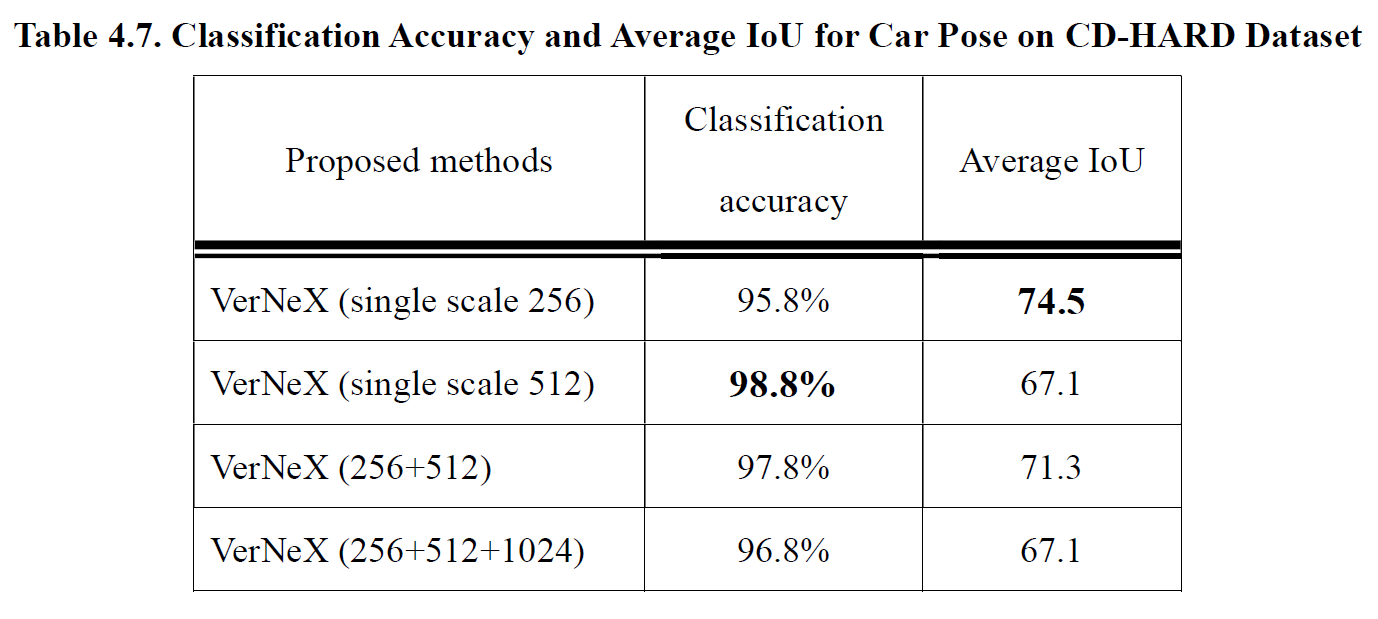 Table 4.7. Classification Accuracy and Average IoU for Car Pose on CD-HARD Dataset
Proposed methods
Classification
accuracy
Average IoU
VerNeX (single scale 256) 95.8% 74.5
VerNeX (single scale 512) 98.8% 67.1
VerNeX (256+512) 97.8% 71.3
VerNeX (256+512+1024) 96.8% 67.1